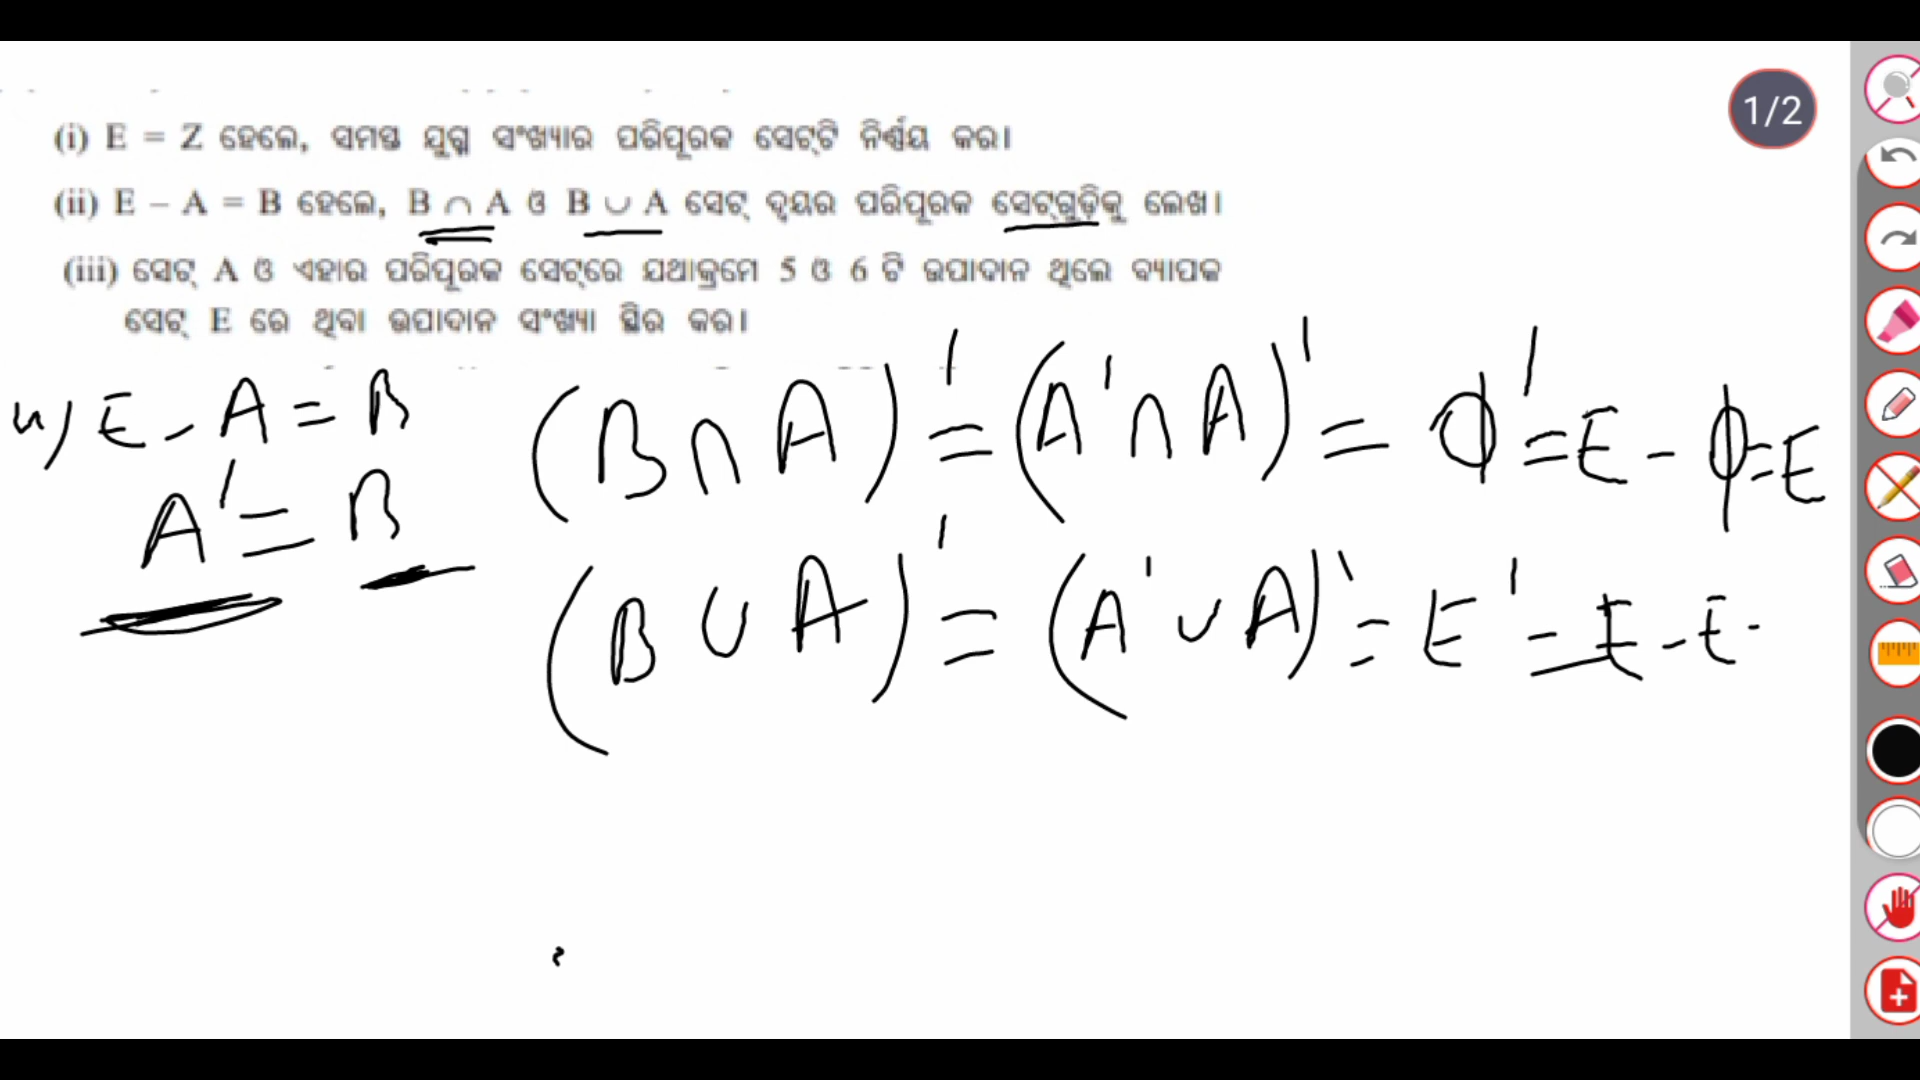 1/2
(i) E = Z ହେଲେ, ସମସ୍ତ ଯୁଗ୍ମ ସଂଖ୍ୟାର ପରିପୂରକ ସେଟ୍‌ଟି ନିର୍ଣ୍ଣୟ କର।
(ii) E – A = B ହେଲେ, B ∩ A ଓ B ∪ A ସେଟ୍ ଦ୍ୱୟର ପରିପୂରକ ସେଟ୍‌ଗୁଡ଼ିକୁ ଲେଖ।
(iii) ସେଟ୍ A ଓ ଏହାର ପରିପୂରକ ସେଟ୍‌ରେ ଯଥାକ୍ରମେ 5 ଓ 6 ଟି ଉପାଦାନ ଥିଲେ ବ୍ୟାପକ
ସେଟ୍ E ରେ ଥିବା ଉପାଦାନ ସଂଖ୍ୟା ସ୍ଥିର କର।
E - A = B
A' = B
(B ∩ A)' = (A' ∩ A)' = ϕ' = E - ϕ = E
(B ∪ A)' = (A' ∪ A)' = E' = E - E